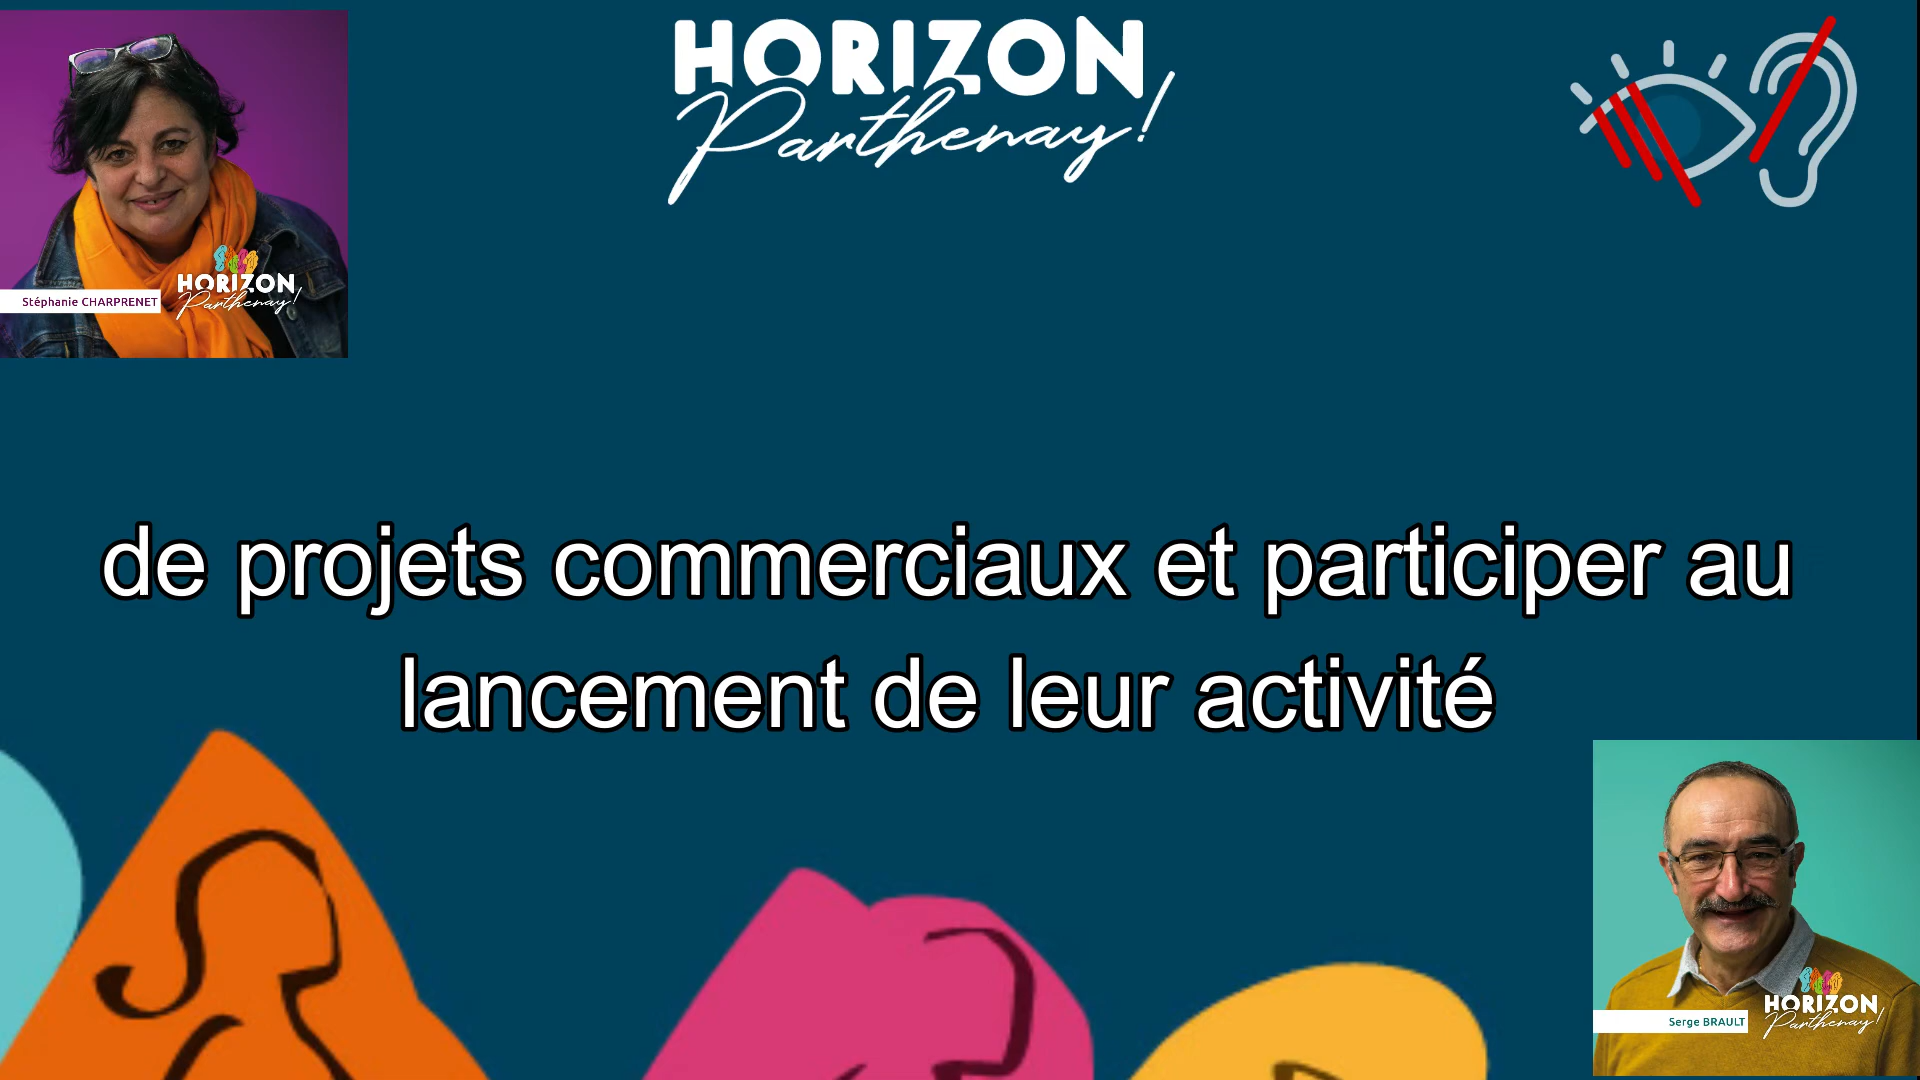 HORIZON
Parthenay!
Stéphanie CHARPRENET
HORIZON
Parthenay!
de projets commerciaux et participer au
lancement de leur activité
Serge BRAULT
HORIZON
Parthenay!